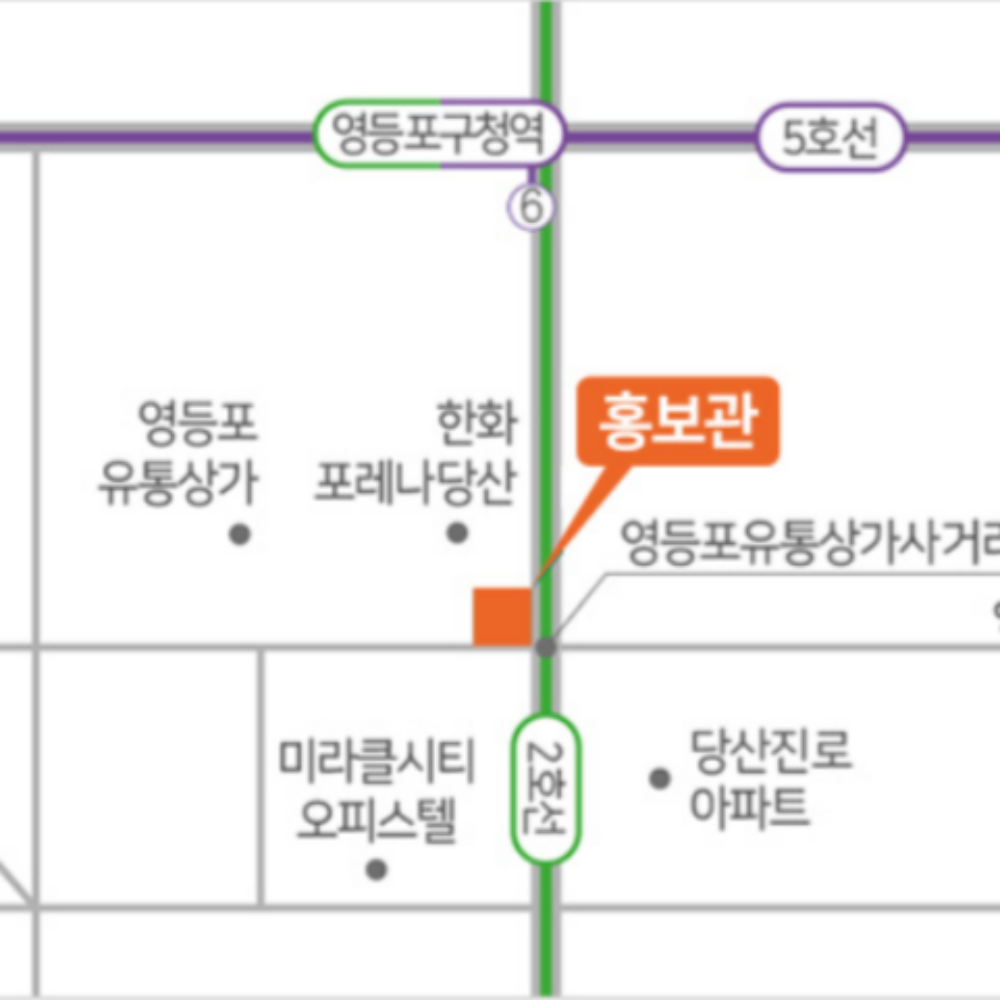 영등포구청역
5호선
6
홍보관
영등포
유통상가
한화
포레나당산
영등포유통상가사거리
미라클시티
오피스텔
2호선
당산진로
아파트